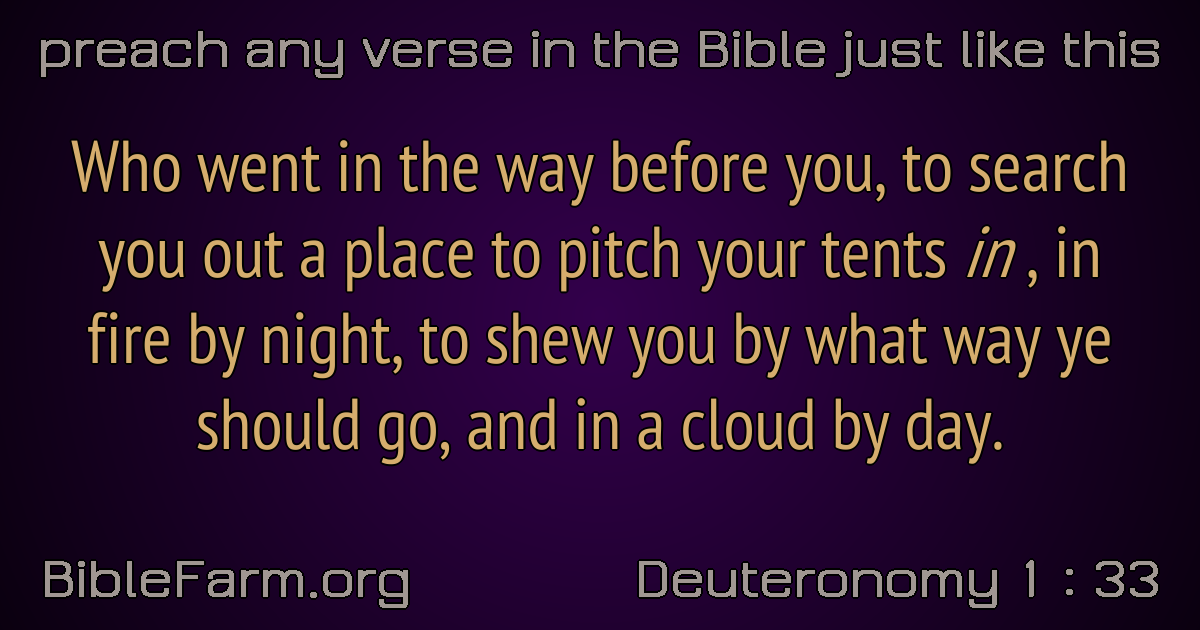 preach any verse in the Bible just like this
Who went in the way before you, to search
you out a place to pitch your tents in , in
fire by night, to shew you by what way ye
should go, and in a cloud by day.
BibleFarm.org
Deuteronomy 1 : 33